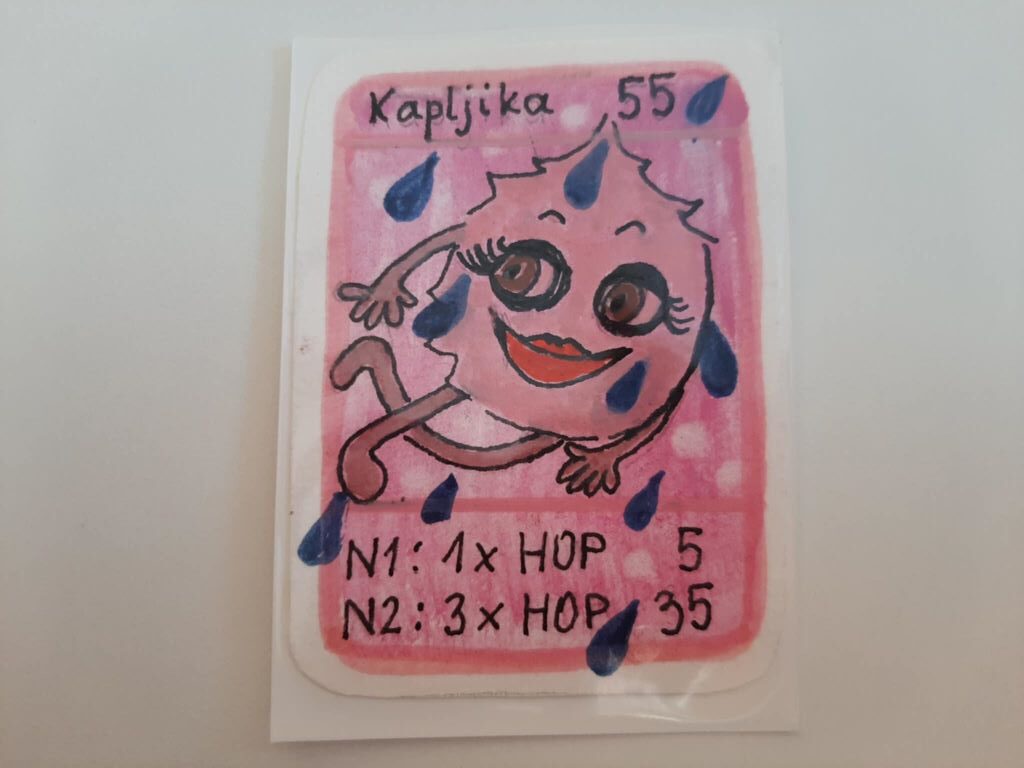 Kapljika 55
N1: 1x HOP 5
N2: 3x HOP 35